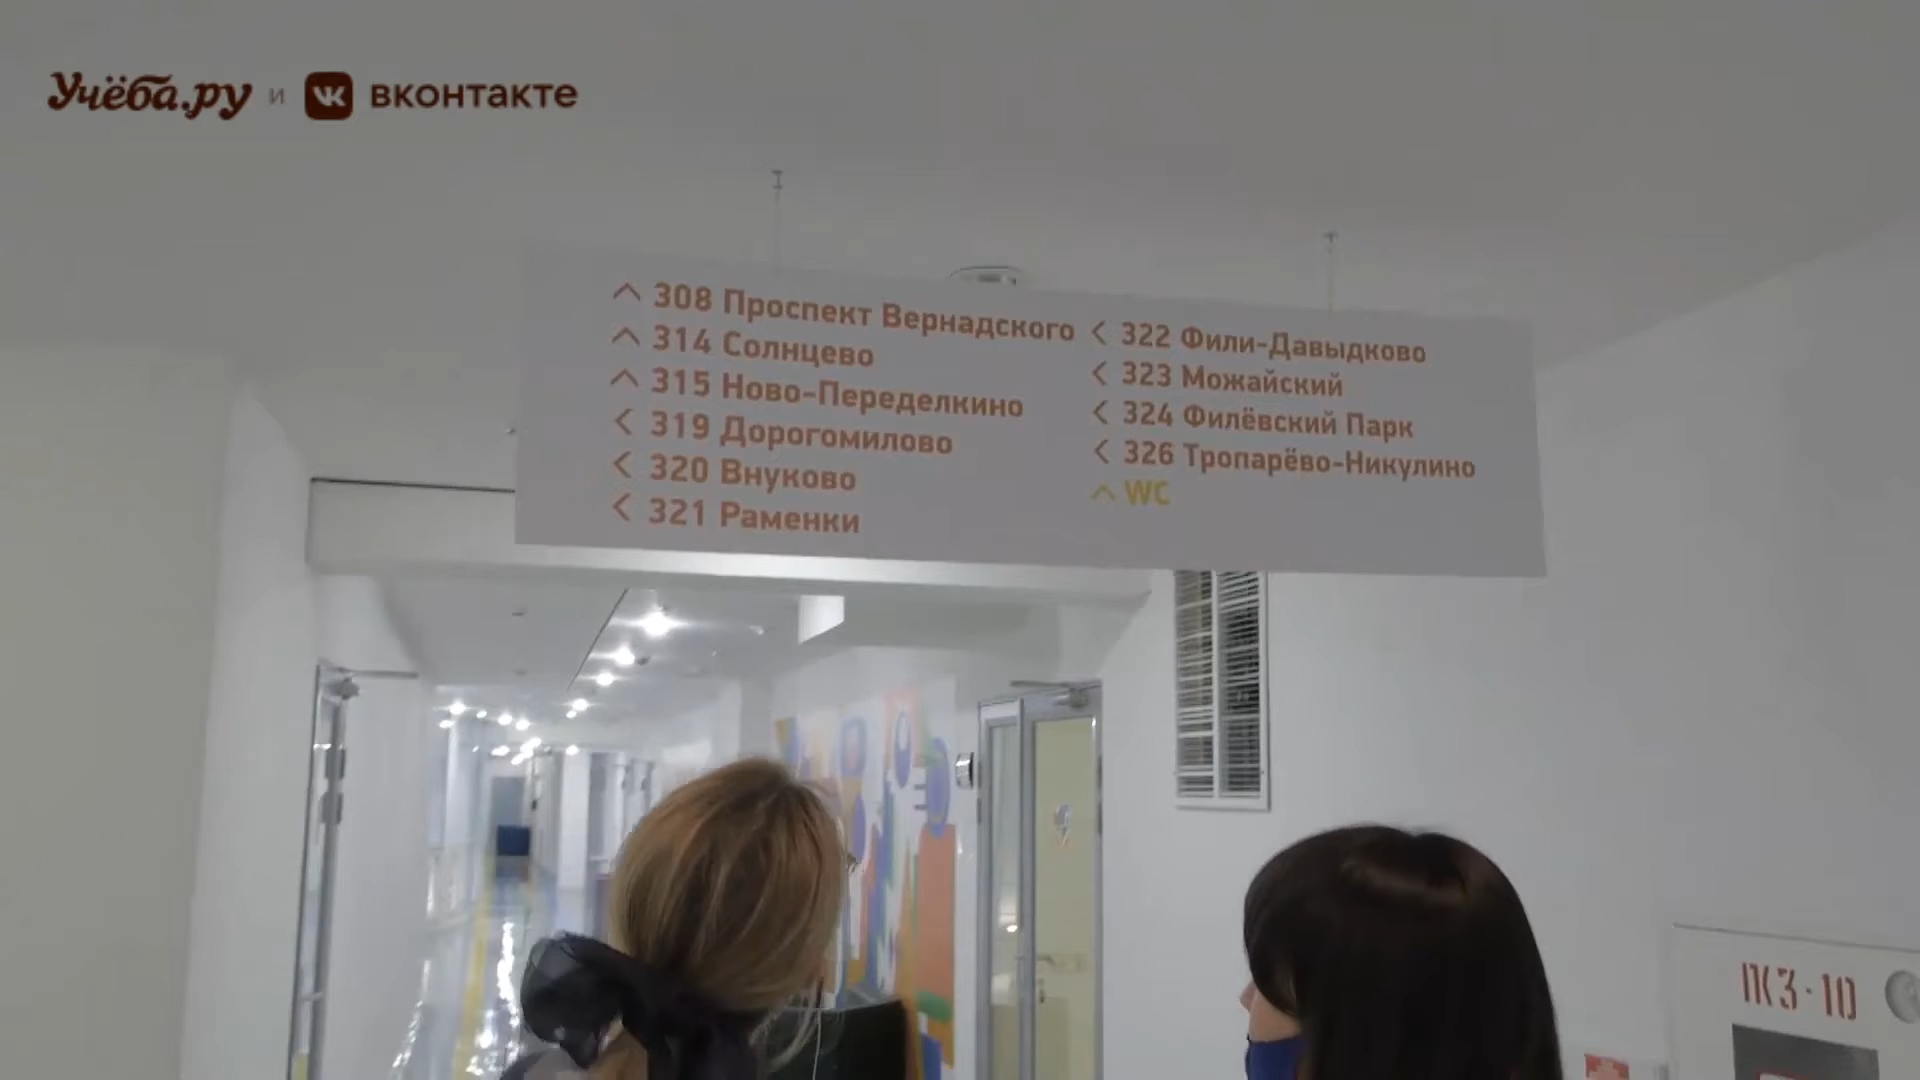 Учёба.ру и вконтакте
^ 308 Проспект Вернадского
^ 314 Солнцево
^ 315 Ново-Переделкино
< 319 Дорогомилово
< 320 Внуково
< 321 Раменки
< 322 Фили-Давыдково
< 323 Можайский
< 324 Филёвский Парк
< 326 Тропарёво-Никулино
^ WC
ПК3-10